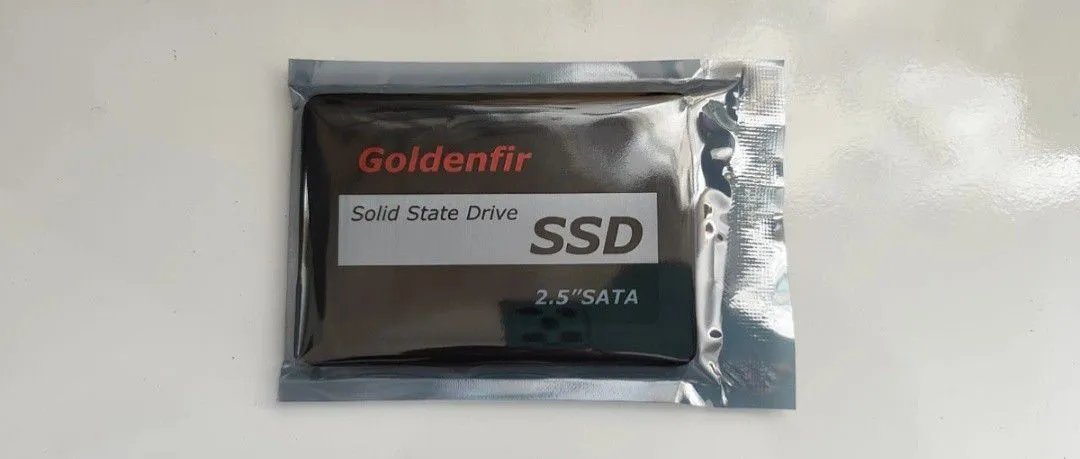 Goldenfir
Solid State Drive
SSD
2.5"SATA